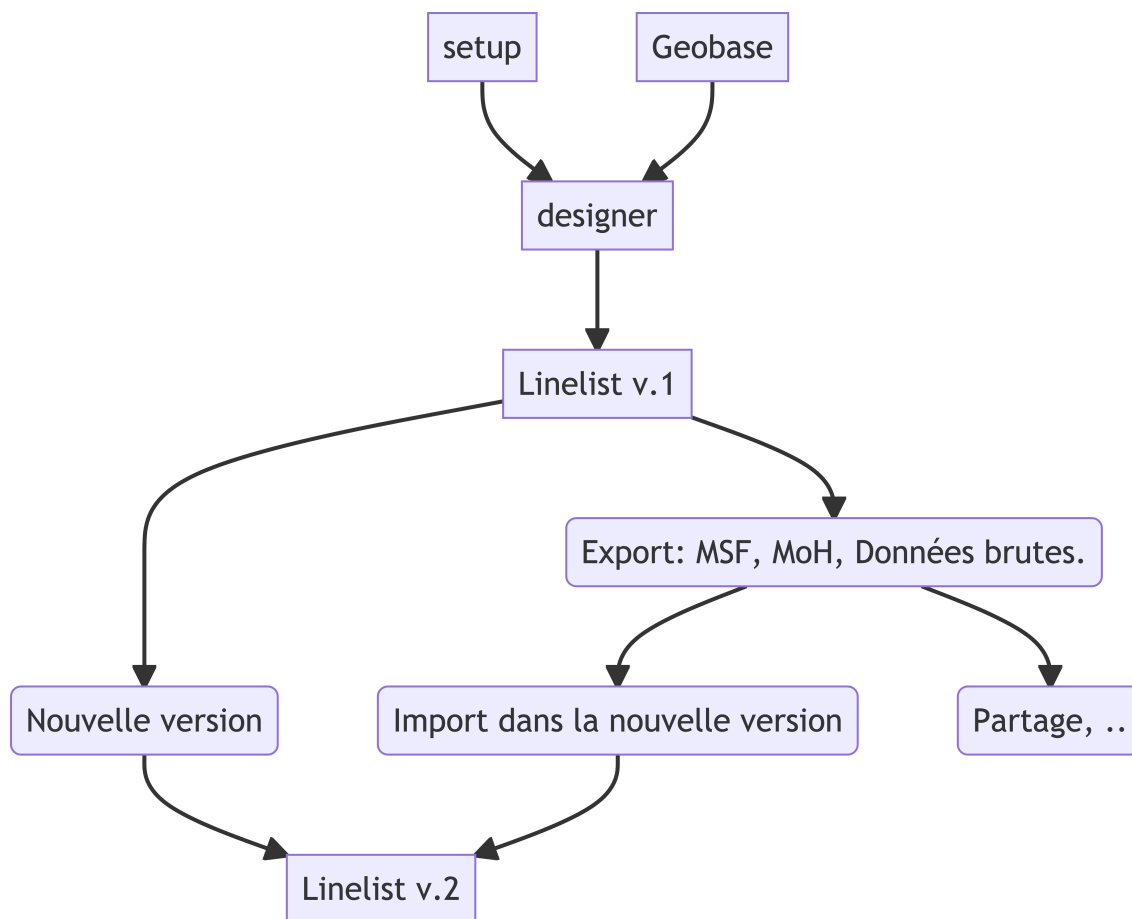 setup
Geobase
designer
Linelist v.1
Export: MSF, MoH, Données brutes.
Nouvelle version
Import dans la nouvelle version
Partage, ..
Linelist v.2